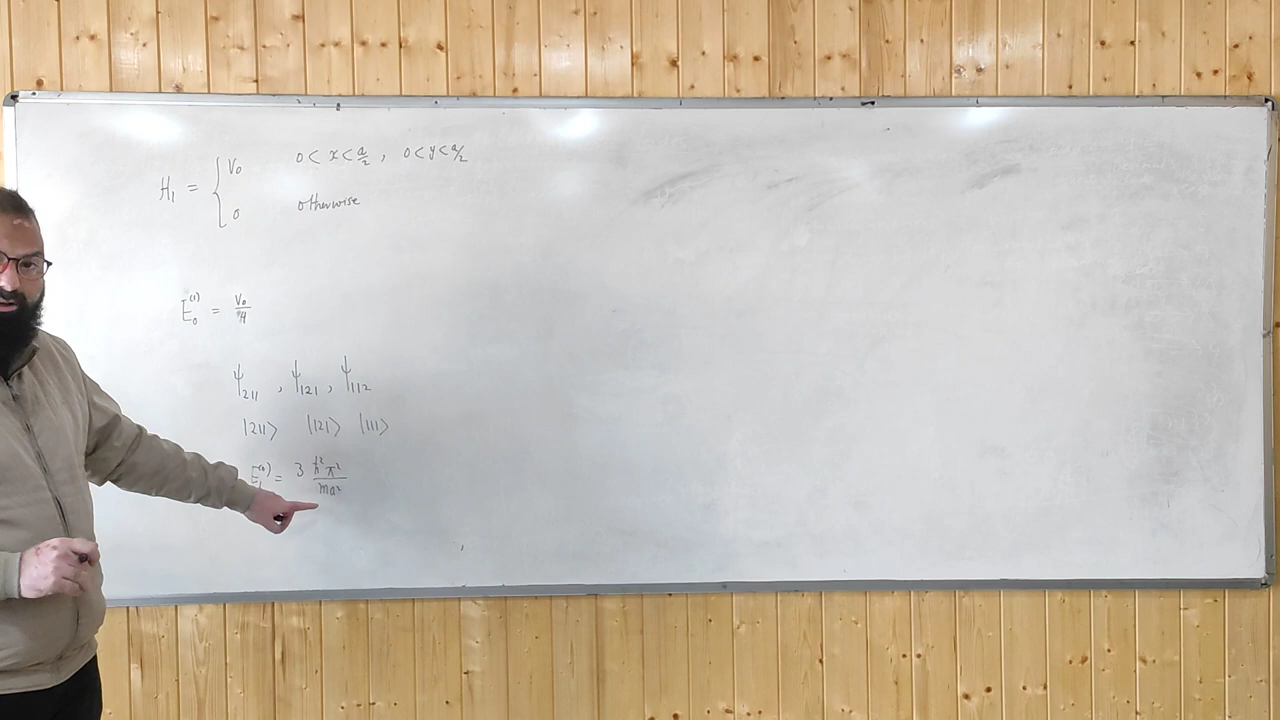 H₁ = { V₀ 0 < x < a/2 , 0 < y < a/2
0 otherwise
E₀⁽¹⁾ = V₀/4
ψ₂₁₁ , ψ₁₂₁ , ψ₁₁₂
|211⟩ |121⟩ |111⟩
E₁⁽⁰⁾ = 3 ħ²π²/ma²